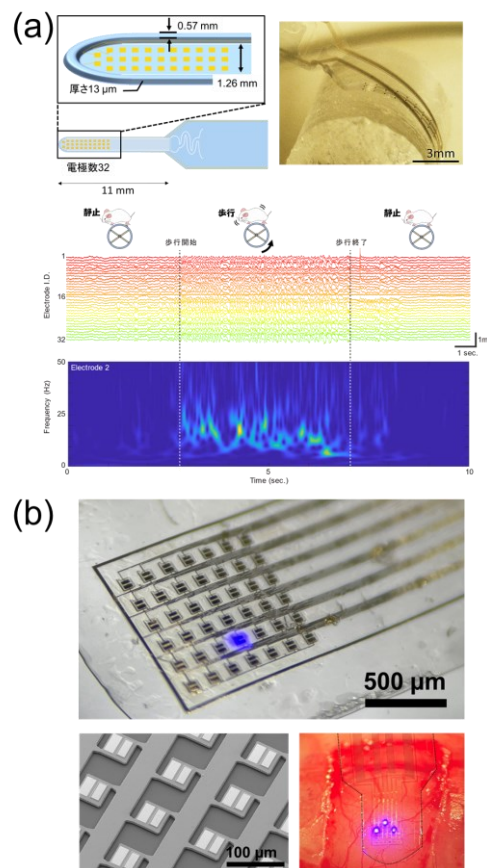 (a)
0.57 mm
1.26 mm
厚さ13 μm
電極数32
11 mm
3mm
静止
歩行
静止
歩行開始
歩行終了
Electrode I.D.
1
16
32
1m
1 sec.
Electrode 2
Frequency (Hz)
50
25
0
0
5
10
Time (sec.)
(b)
500 μm
100 μm